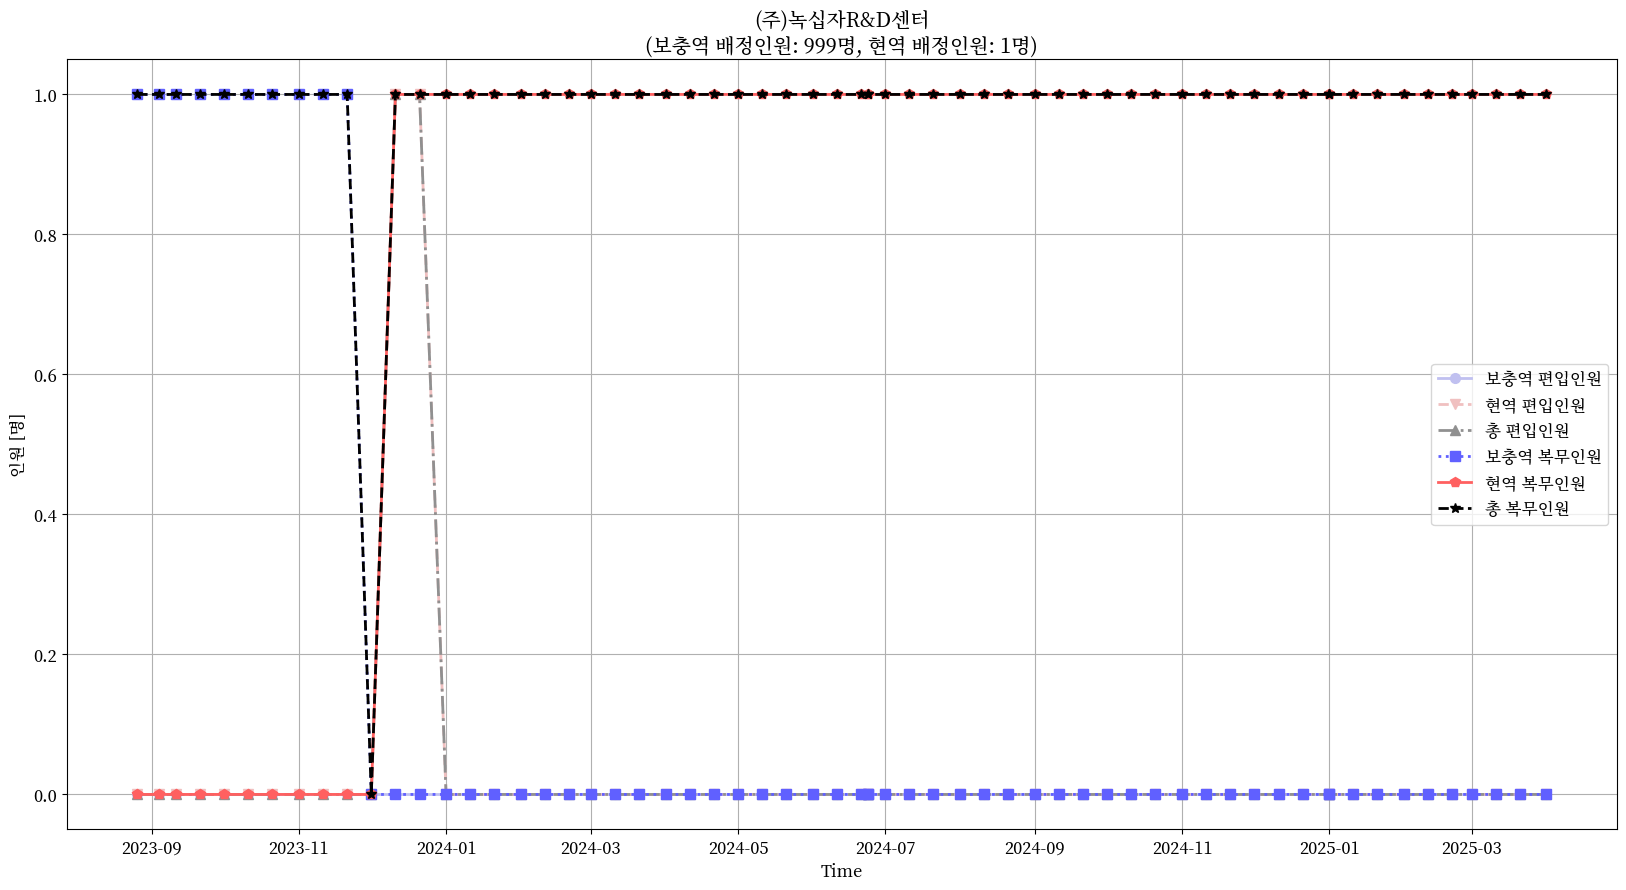 (주)녹십자R&D센터
(보충역 배정인원: 999명, 현역 배정인원: 1명)
1.0
0.8
0.6
0.4
0.2
0.0
인원 [명]
보충역 편입인원
현역 편입인원
총 편입인원
보충역 복무인원
현역 복무인원
총 복무인원
2023-09
2023-11
2024-01
2024-03
2024-05
2024-07
2024-09
2024-11
2025-01
2025-03
Time